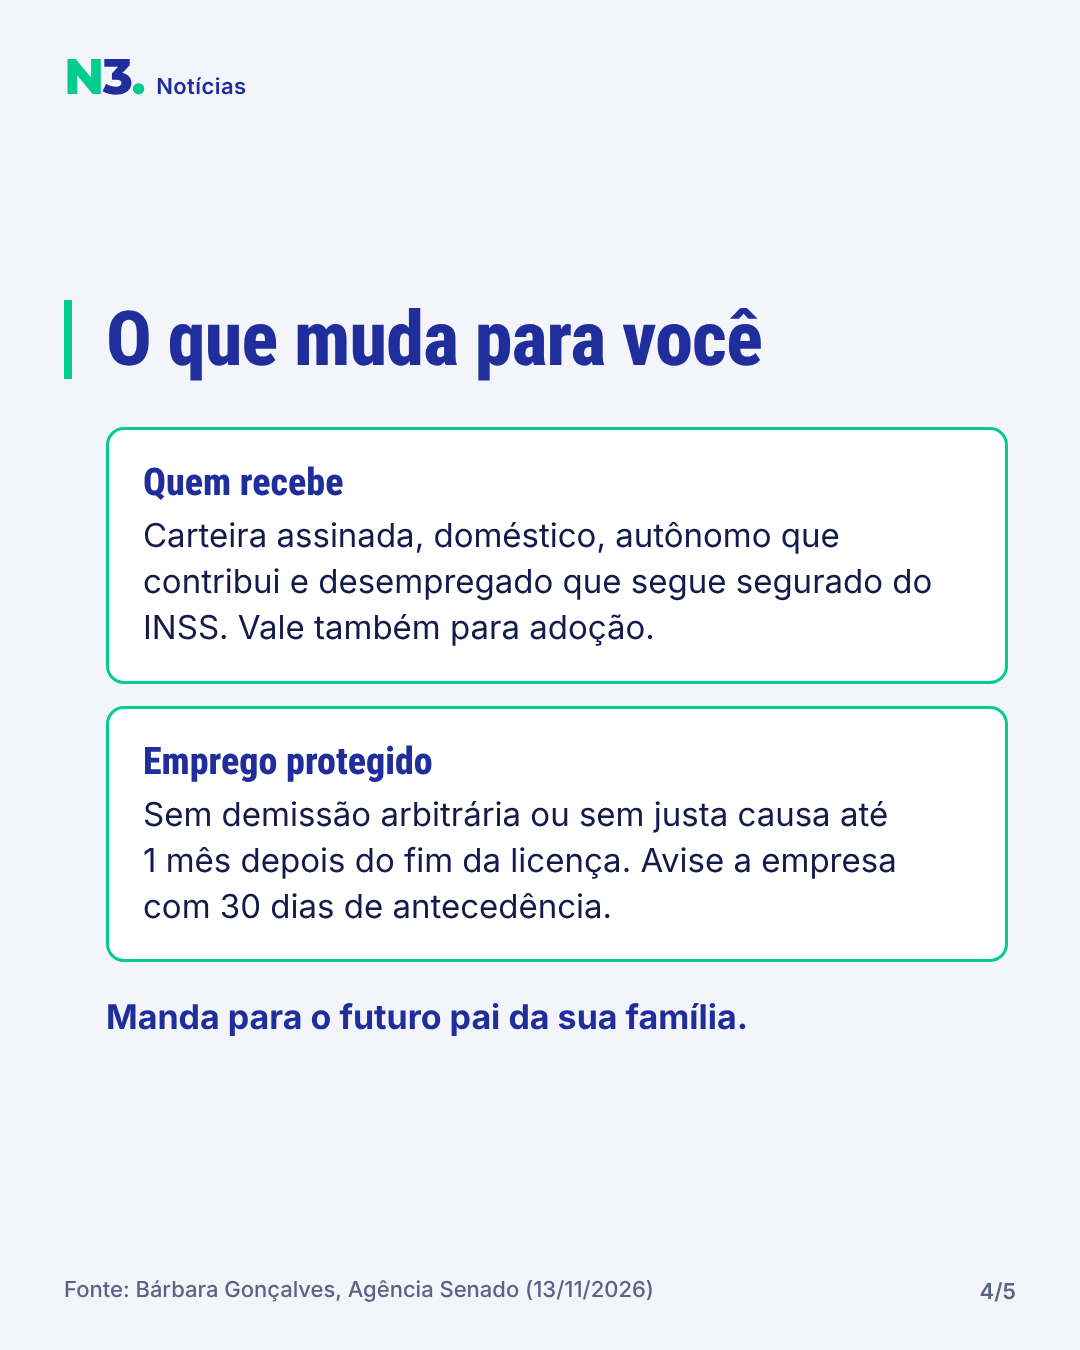 N3. Notícias
O que muda para você
Quem recebe
Carteira assinada, doméstico, autônomo que
contribui e desempregado que segue segurado do
INSS. Vale também para adoção.
Emprego protegido
Sem demissão arbitrária ou sem justa causa até
1 mês depois do fim da licença. Avise a empresa
com 30 dias de antecedência.
Manda para o futuro pai da sua família.
Fonte: Bárbara Gonçalves, Agência Senado (13/11/2026)
4/5